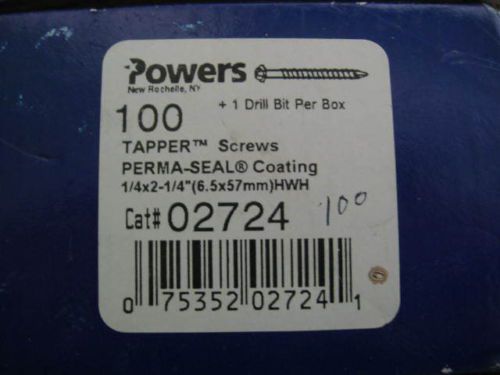 Powers
New Rochelle, NY
+ 1 Drill Bit Per Box
100
TAPPER™ Screws
PERMA-SEAL® Coating
1/4x2-1/4"(6.5x57mm)HWH
Cat# 02724 100
0 75352 02724 1